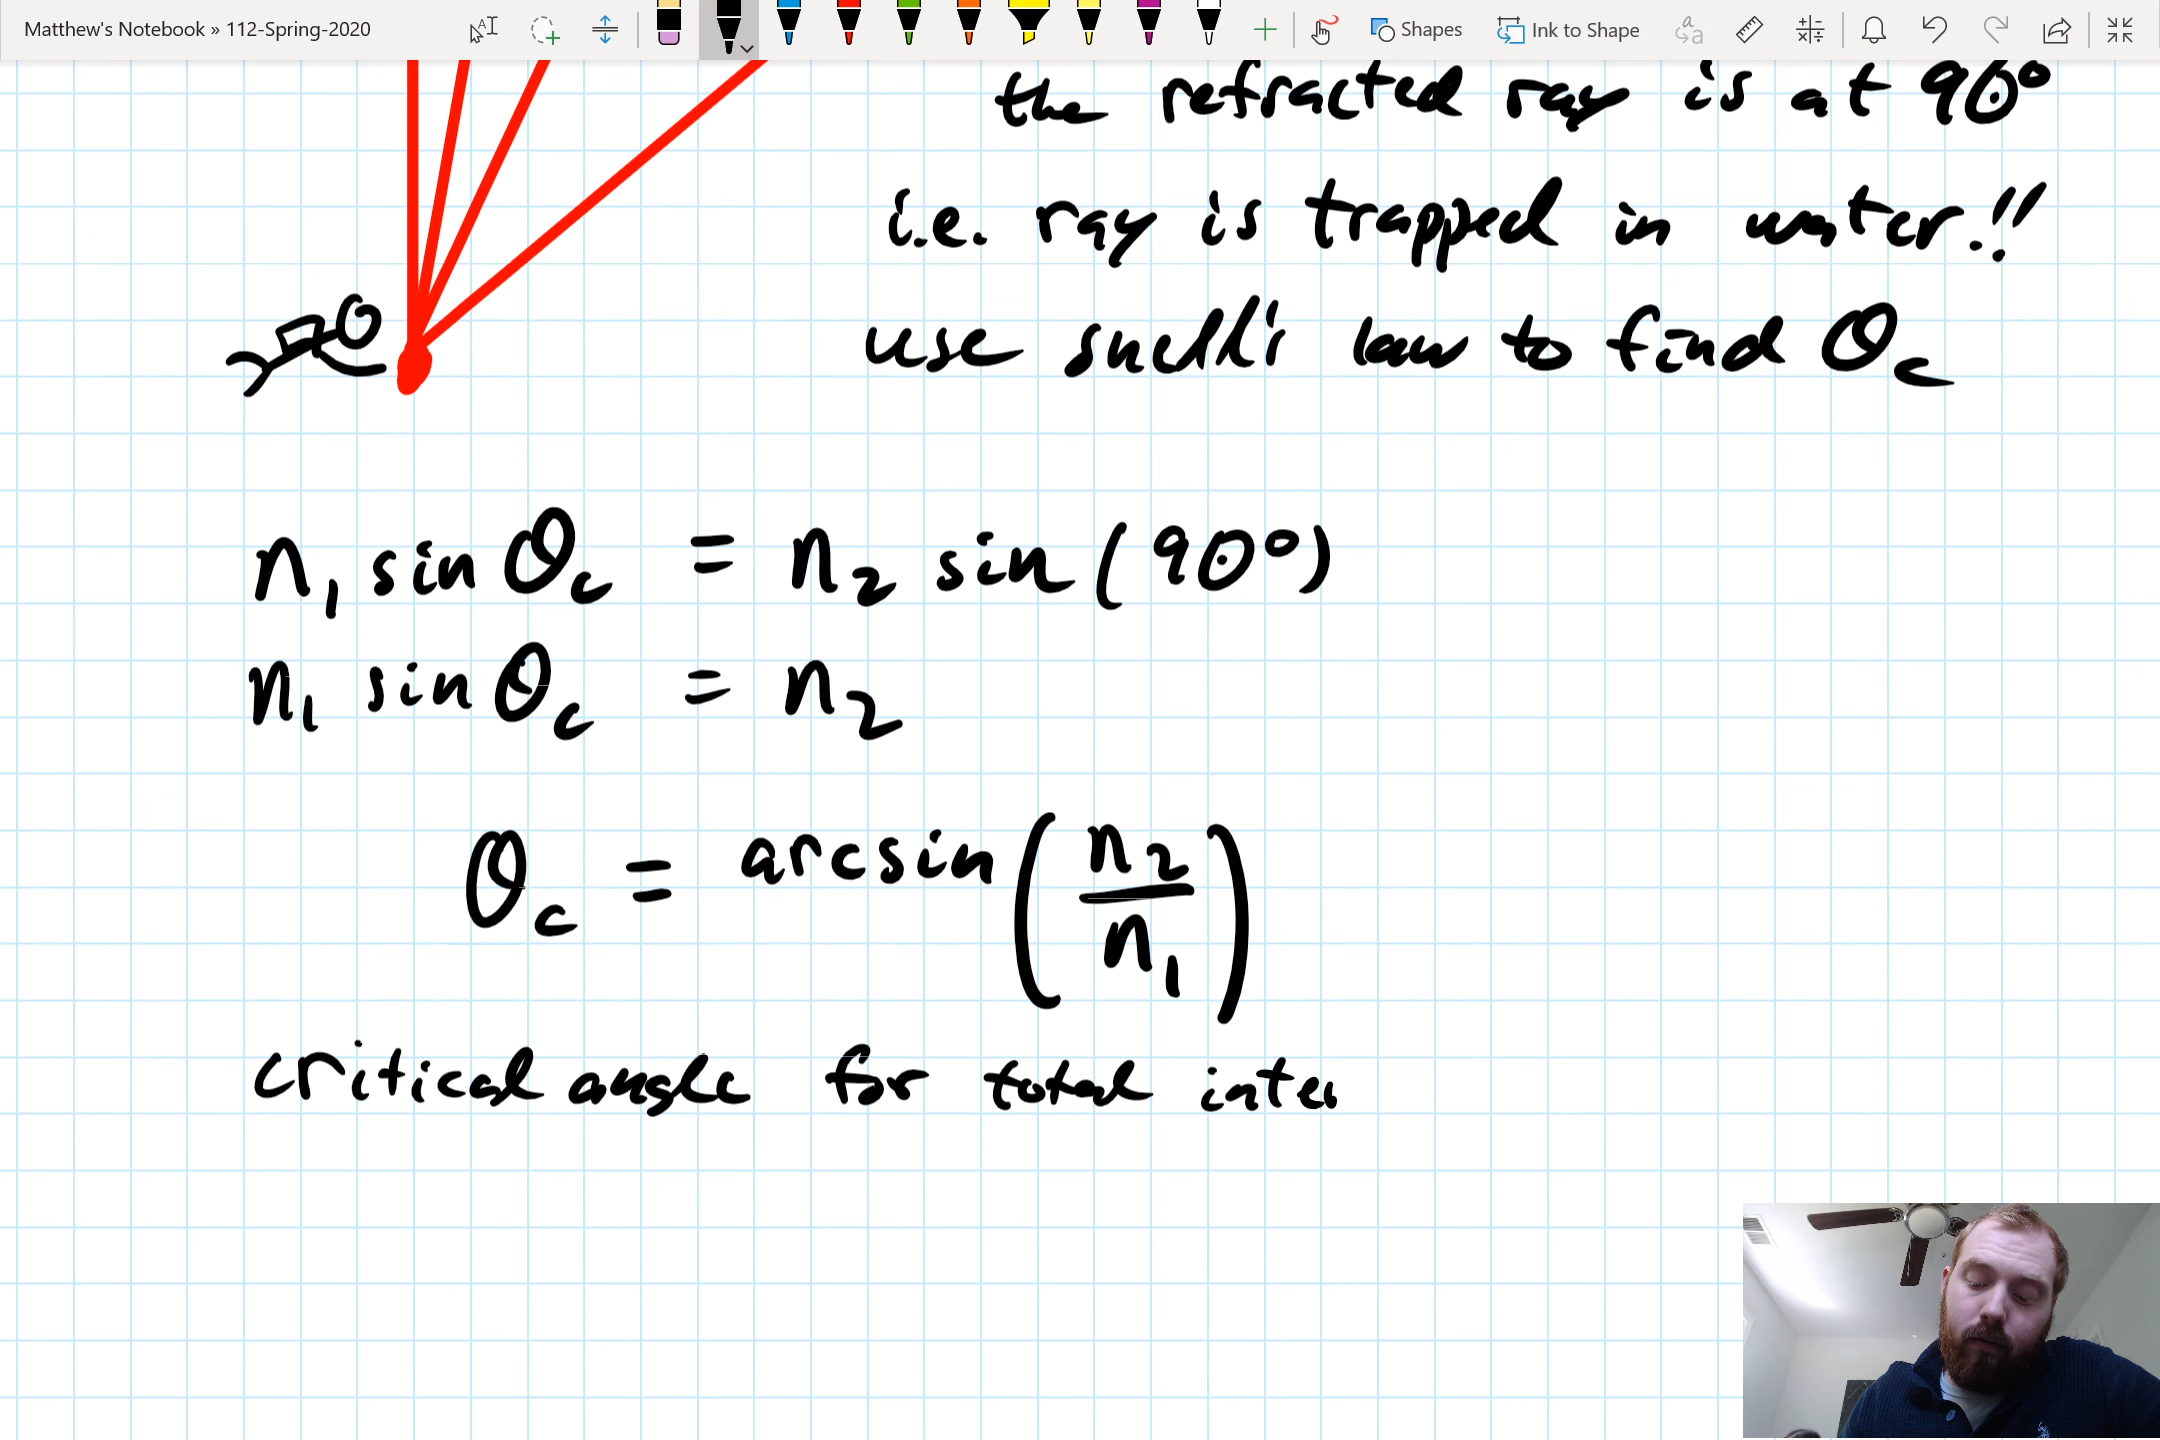 Matthew's Notebook » 112-Spring-2020
Shapes
Ink to Shape
the refracted ray is at 90°
i.e. ray is trapped in water!!
use snell's law to find θc
n₁ sin θc = n₂ sin(90°)
n₁ sin θc = n₂
θc = arcsin(n₂/n₁)
critical angle for total inter